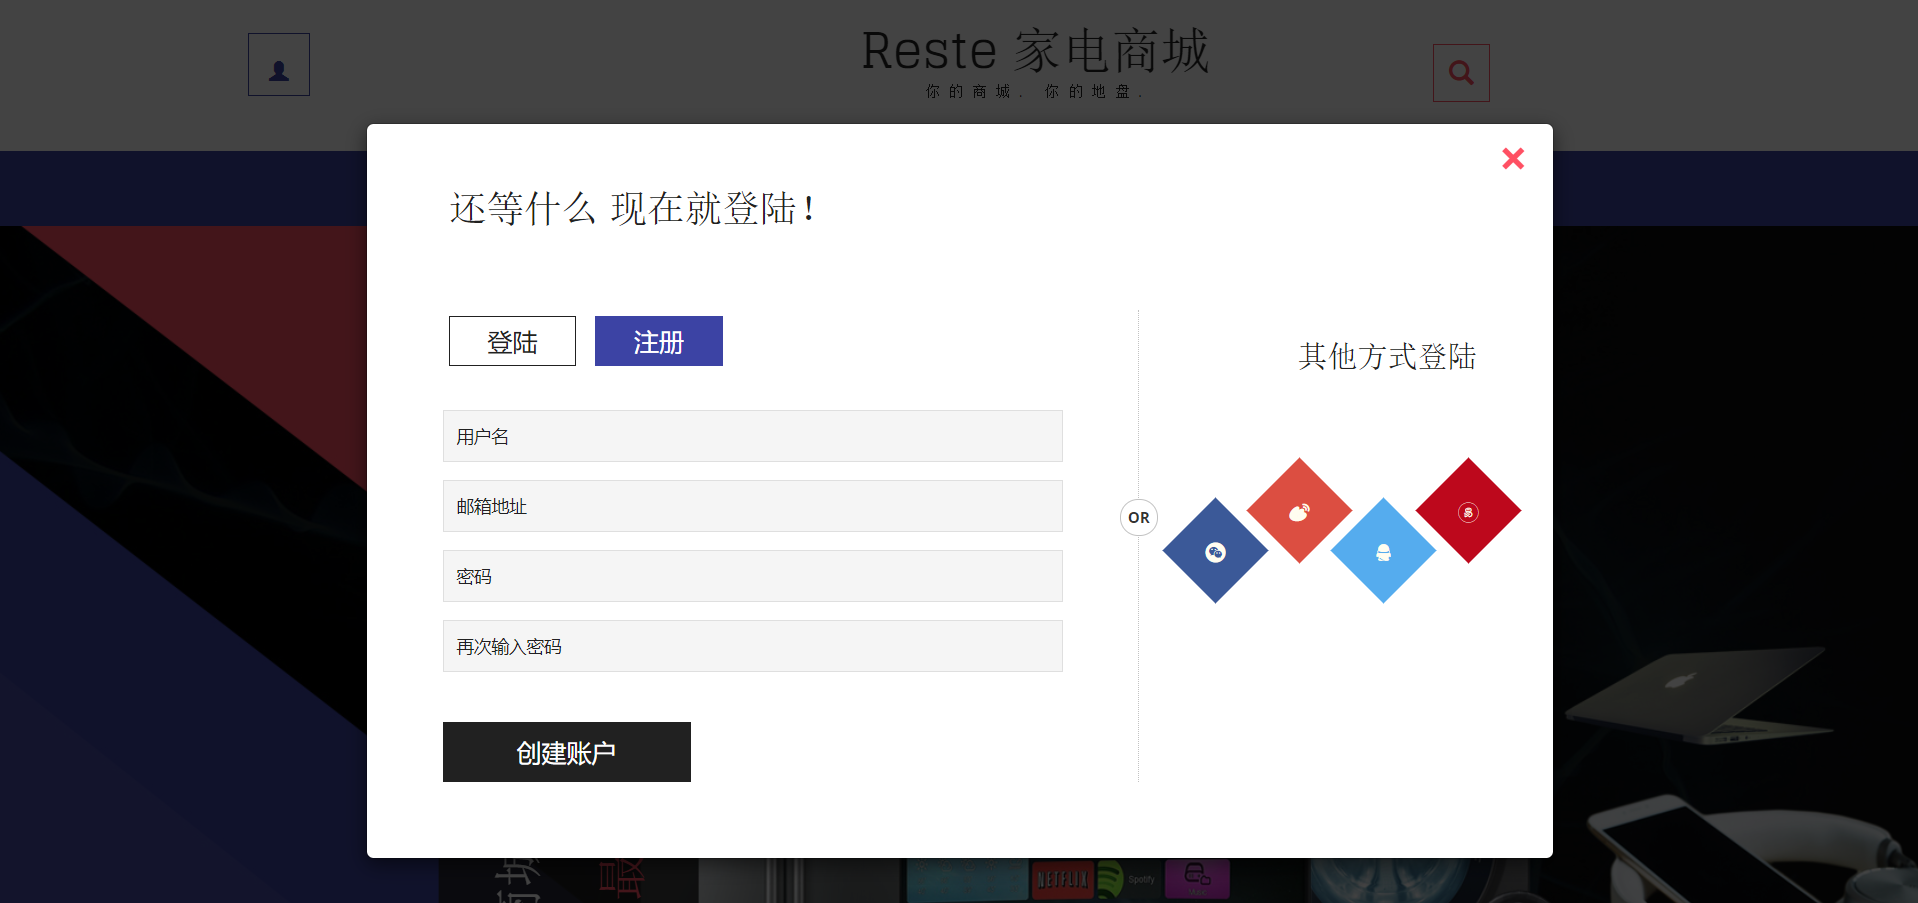 Reste 家电商城
你的商城. 你的地盘.
还等什么 现在就登陆!
登陆
注册
用户名
邮箱地址
密码
再次输入密码
创建账户
OR
其他方式登陆
最
NETFLIX
Spotify